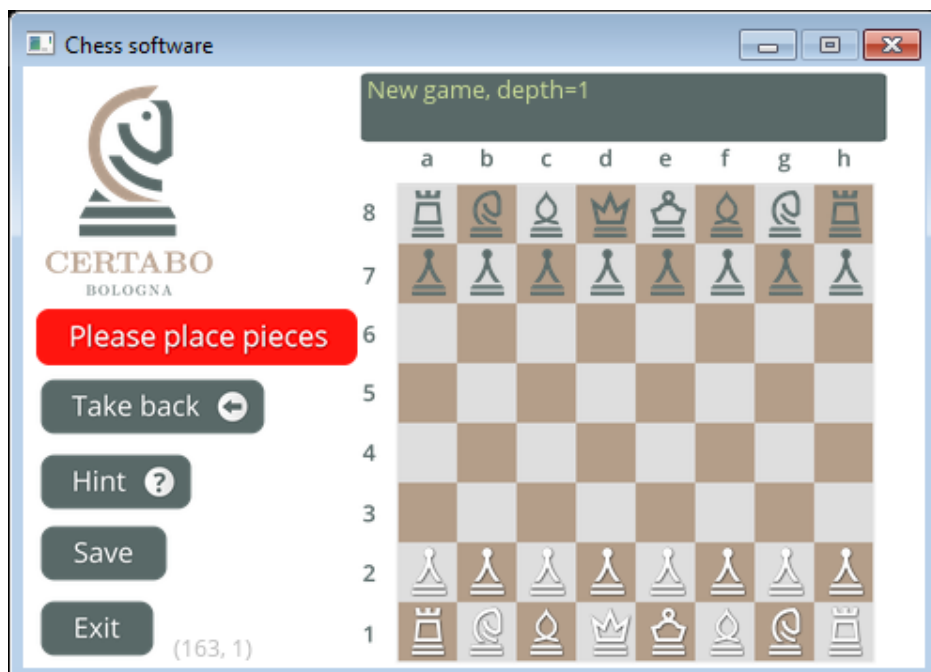 Chess software
New game, depth=1
CERTABO
BOLOGNA
Please place pieces
Take back
Hint ?
Save
Exit
(163, 1)
a b c d e f g h
8
7
6
5
4
3
2
1